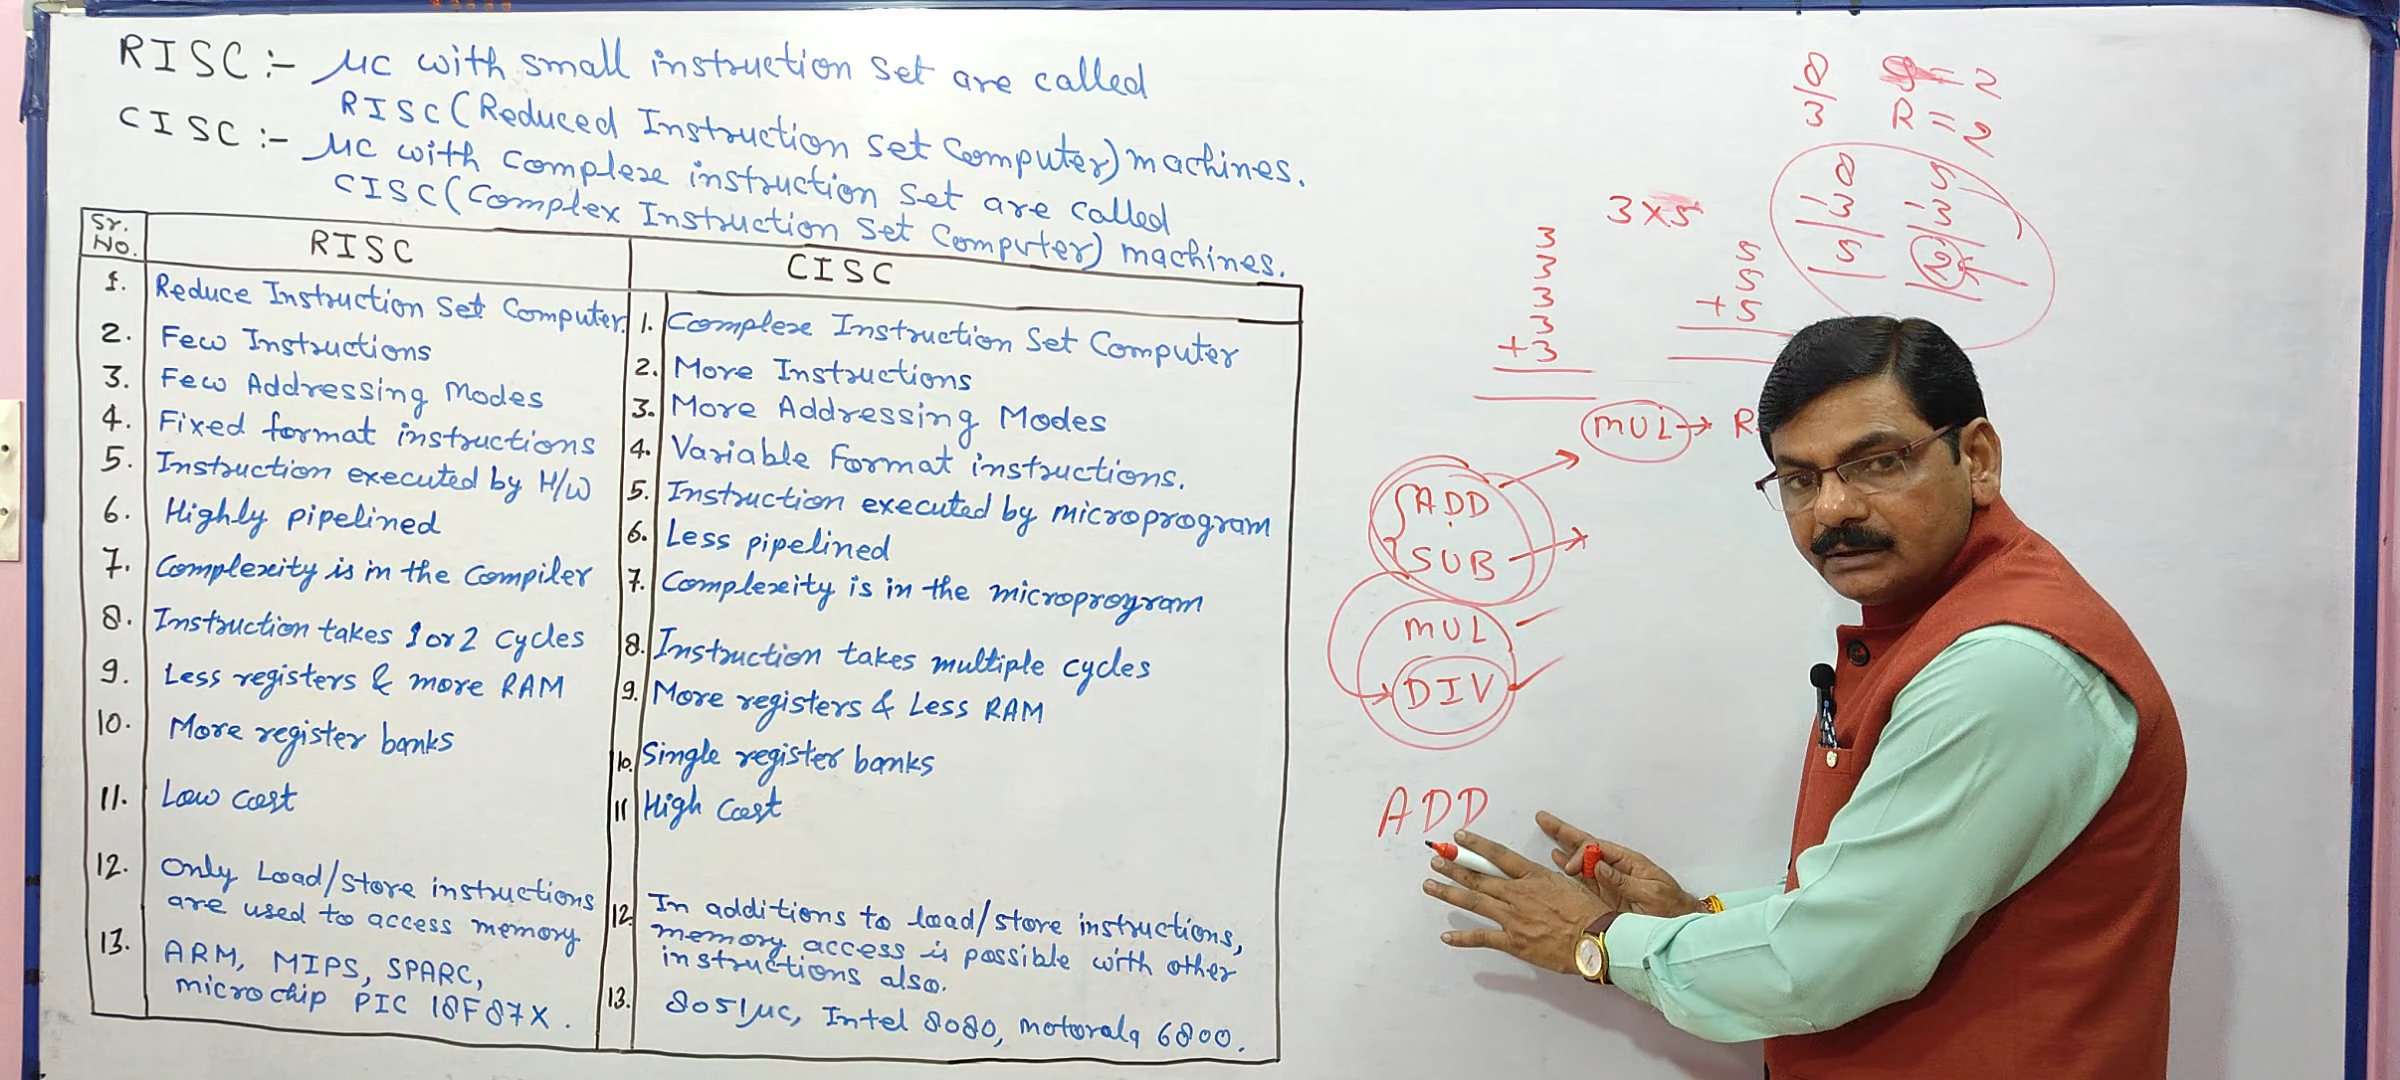 RISC :- μc with small instruction set are called
RISC (Reduced Instruction set Computer) machines.
CISC :- μc with complex instruction set are called
CISC (Complex Instruction Set Computer) machines.
Sr. No.
RISC
CISC
1. Reduce Instruction Set Computer.
1. Complex Instruction Set Computer
2. Few Instructions
2. More Instructions
3. Few Addressing Modes
3. More Addressing Modes
4. Fixed format instructions
4. Variable format instructions.
5. Instruction executed by H/W
5. Instruction executed by microprogram
6. Highly pipelined
6. Less pipelined
7. Complexity is in the compiler
7. Complexity is in the microprogram
8. Instruction takes 1 or 2 cycles
8. Instruction takes multiple cycles
9. Less registers & more RAM
9. More registers & Less RAM
10. More register banks
10. Single register banks
11. Low cost
11 High cost
12. Only Load/store instructions
are used to access memory
12. In additions to load/store instructions,
memory access is possible with other
instructions also.
13. ARM, MIPS, SPARC,
microchip PIC 18F87X.
13. 8051μc, Intel 8080, motorala 6800.
8
3
= 2
R = 2
8
-3
5
5
-3
2
3 x 5
3
3
3
3
+3
5
5
+5
MUL →
ADD
SUB
MUL
DIV
ADD